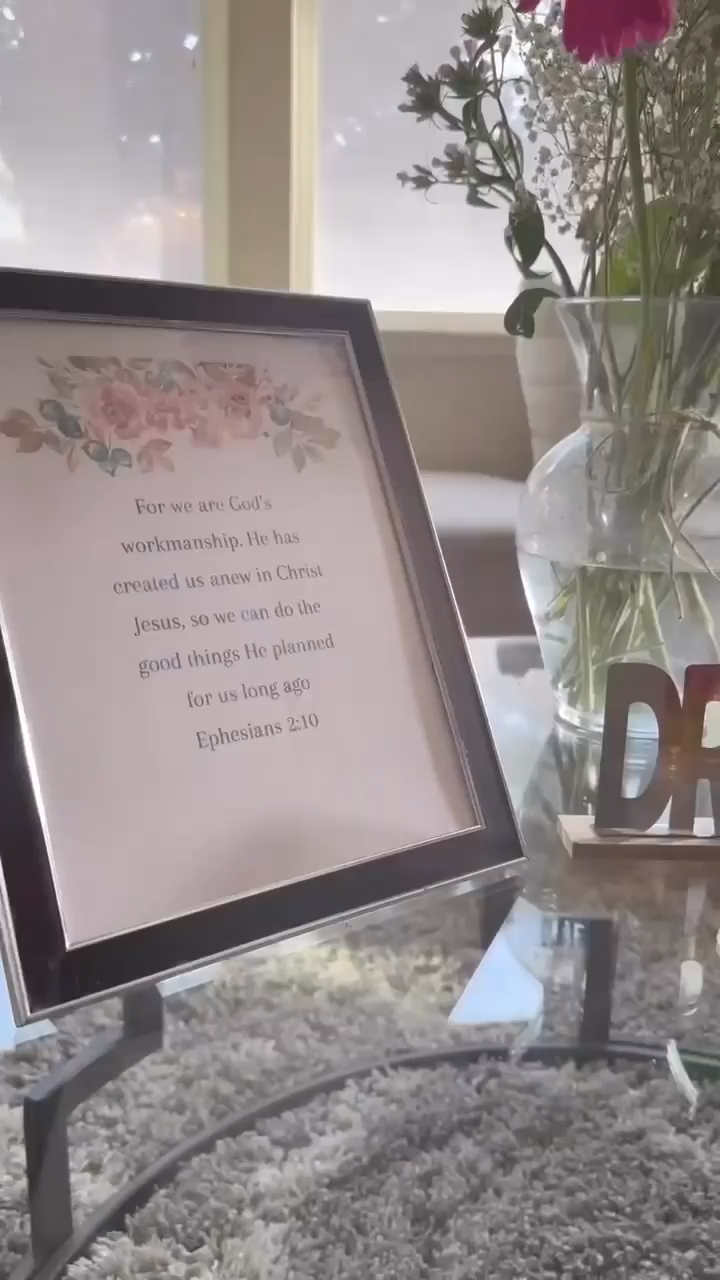 For we are God's
workmanship. He has
created us anew in Christ
Jesus, so we can do the
good things He planned
for us long ago
Ephesians 2:10
DR